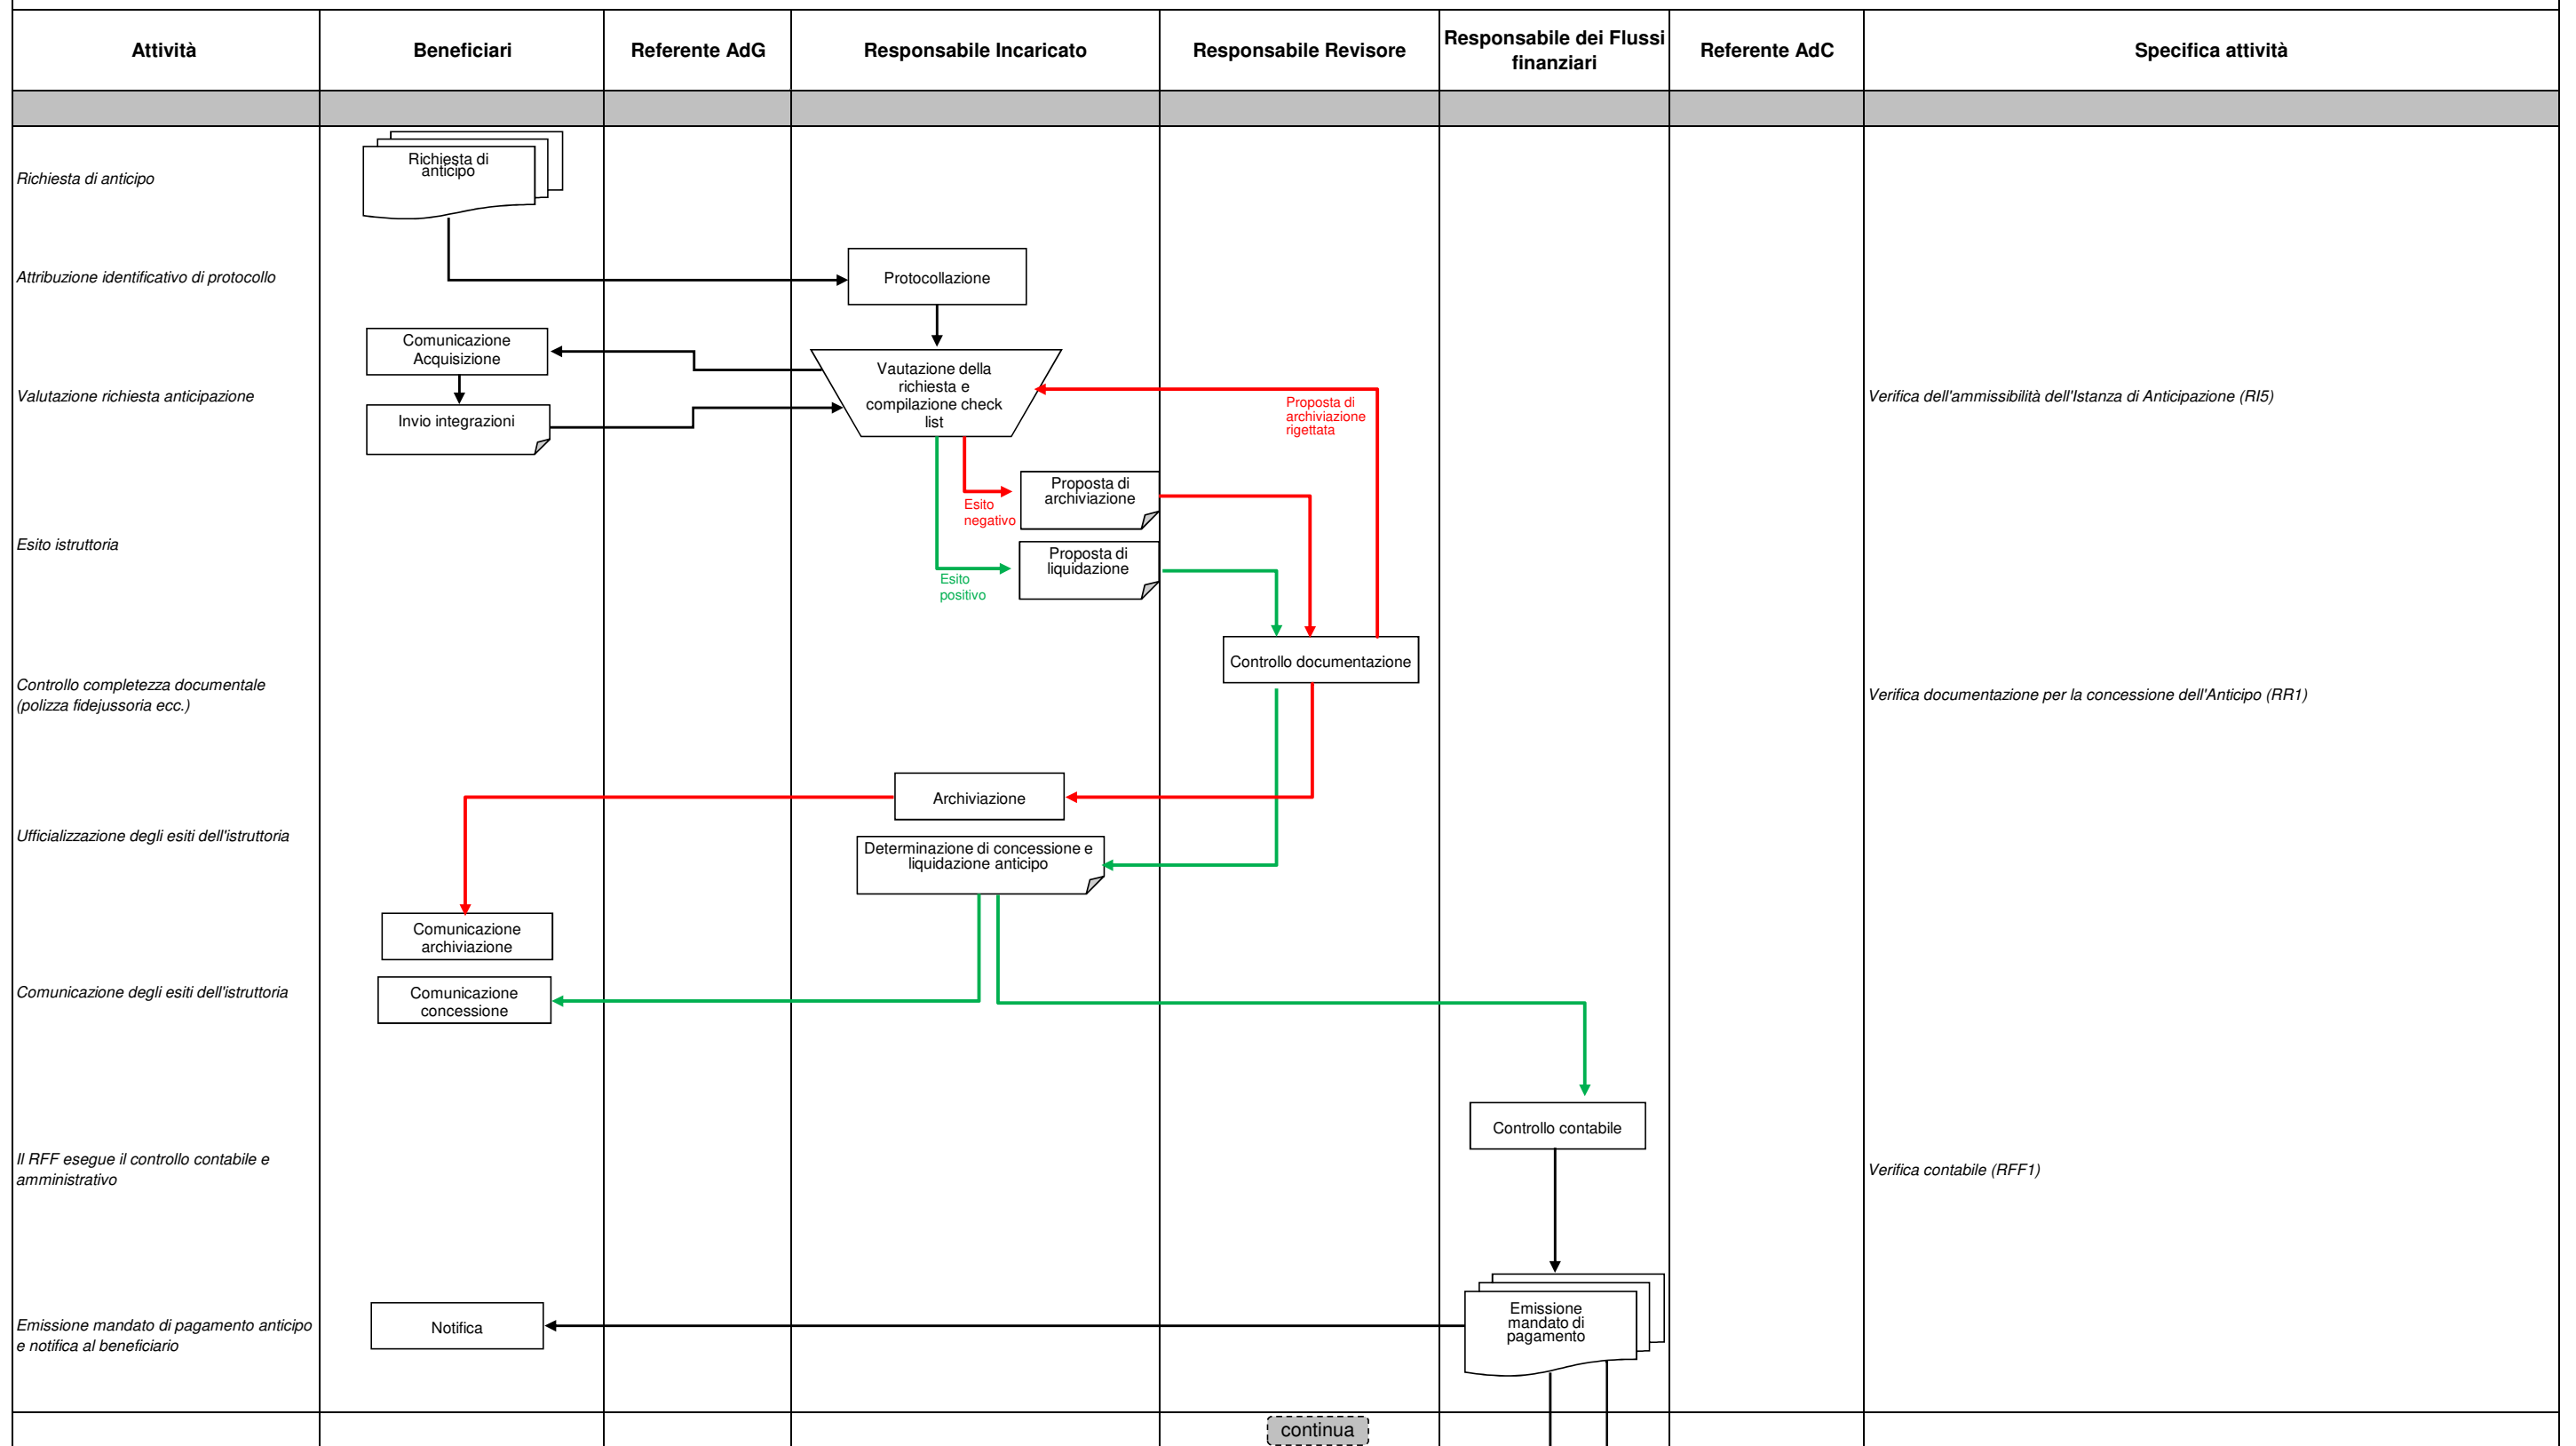 Attività
Beneficiari
Referente AdG
Responsabile Incaricato
Responsabile Revisore
Responsabile dei Flussi
finanziari
Referente AdC
Specifica attività
Richiesta di anticipo
Richiesta di
anticipo
Attribuzione identificativo di protocollo
Protocollazione
Comunicazione
Acquisizione
Valutazione richiesta anticipazione
Invio integrazioni
Vautazione della
richiesta e
compilazione check
list
Proposta di
archiviazione
rigettata
Verifica dell'ammissibilità dell'Istanza di Anticipazione (RI5)
Esito
negativo
Proposta di
archiviazione
Esito istruttoria
Esito
positivo
Proposta di
liquidazione
Controllo documentazione
Controllo completezza documentale
(polizza fidejussoria ecc.)
Verifica documentazione per la concessione dell'Anticipo (RR1)
Archiviazione
Ufficializzazione degli esiti dell'istruttoria
Determinazione di concessione e
liquidazione anticipo
Comunicazione
archiviazione
Comunicazione degli esiti dell'istruttoria
Comunicazione
concessione
Controllo contabile
Il RFF esegue il controllo contabile e
amministrativo
Verifica contabile (RFF1)
Emissione mandato di pagamento anticipo
e notifica al beneficiario
Notifica
Emissione
mandato di
pagamento
continua